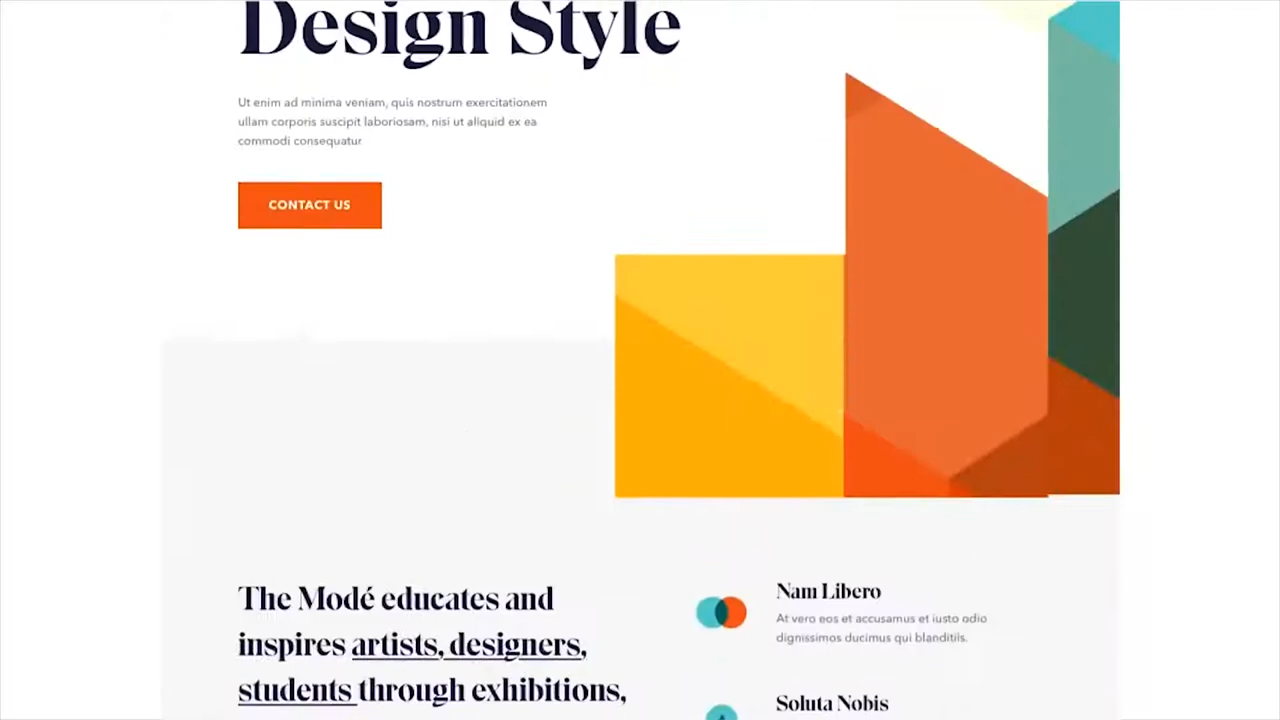 Design Style
Ut enim ad minima veniam, quis nostrum exercitationem
ullam corporis suscipit laboriosam, nisi ut aliquid ex ea
commodi consequatur
CONTACT US
The Modé educates and
inspires artists, designers,
students through exhibitions,
Nam Libero
At vero eos et accusamus et iusto odio
dignissimos ducimus qui blanditiis.
Soluta Nobis